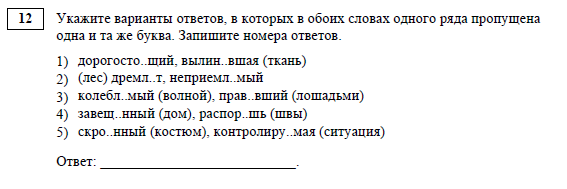 12 Укажите варианты ответов, в которых в обоих словах одного ряда пропущена
одна и та же буква. Запишите номера ответов.
1) дорогосто..щий, вылин..вшая (ткань)
2) (лес) дремл..т, неприемл..мый
3) колебл..мый (волной), прав..вший (лошадьми)
4) завещ..нный (дом), распор..шь (швы)
5) скро..нный (костюм), контролиру..мая (ситуация)
Ответ: ___________________________.